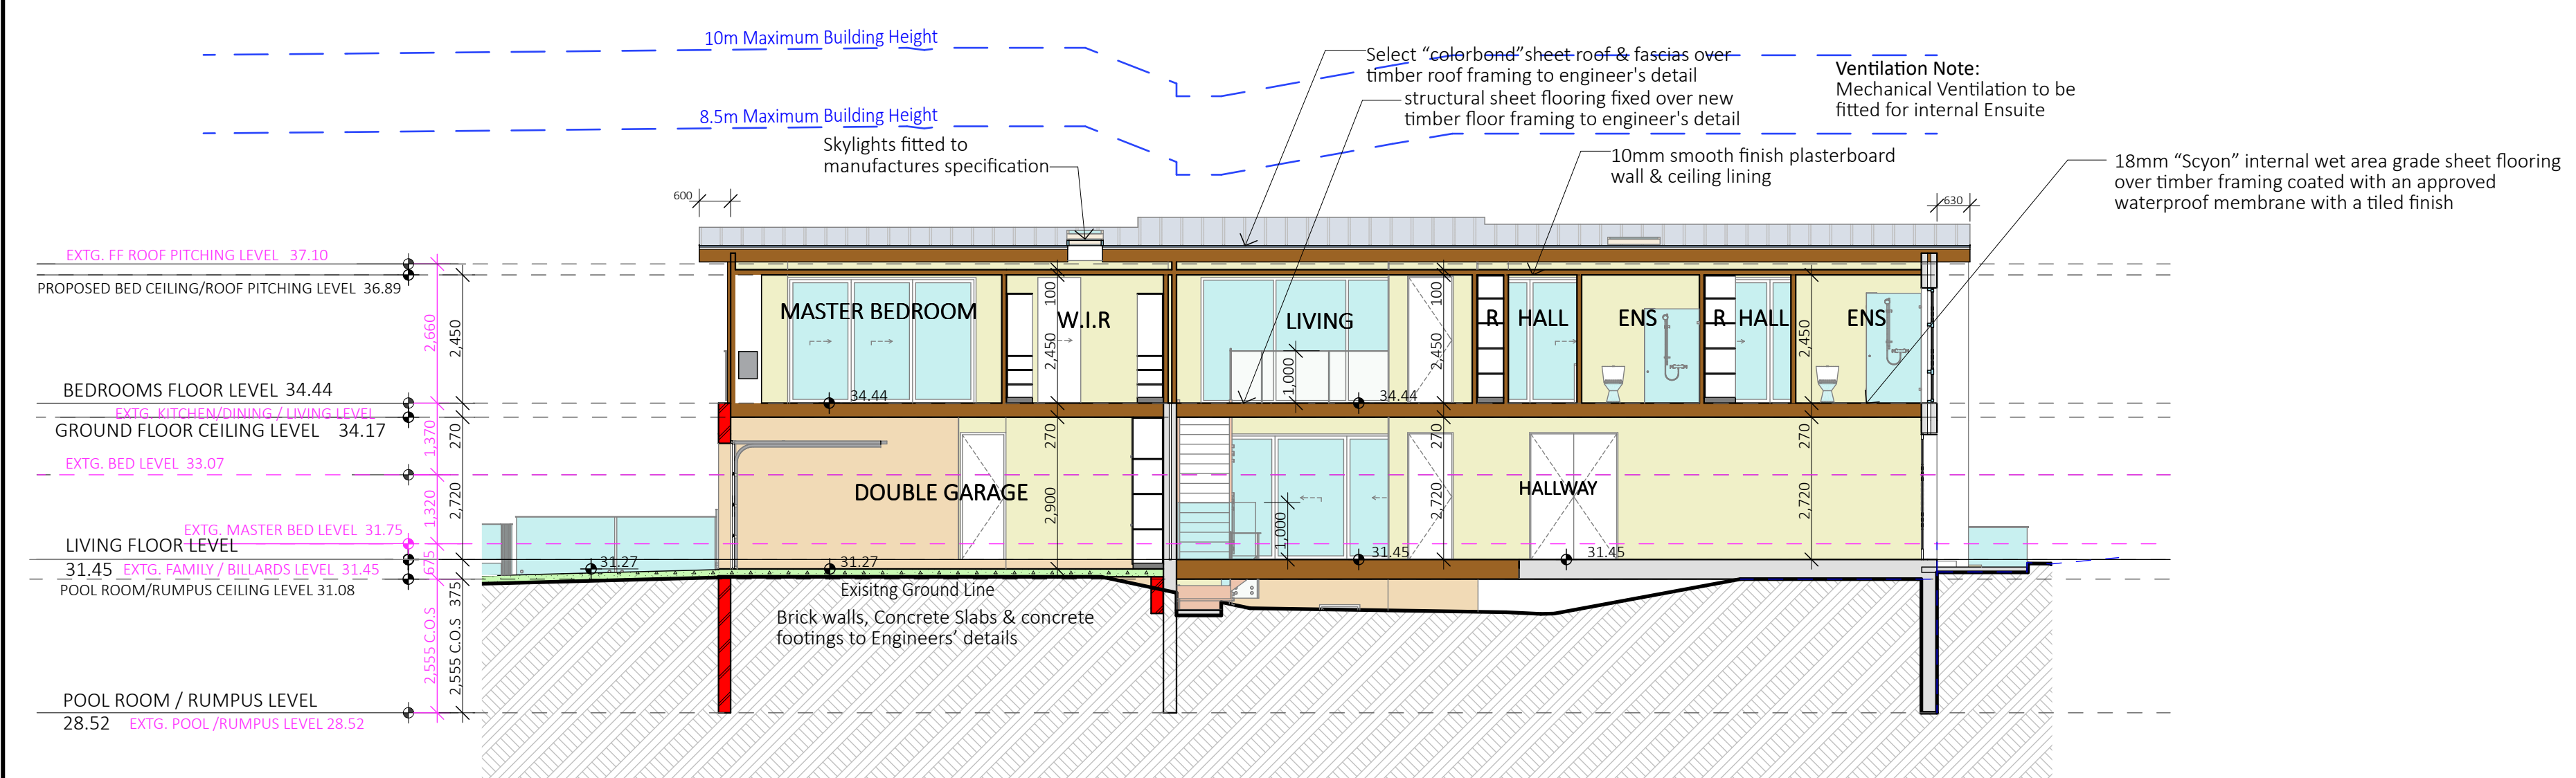 10m Maximum Building Height
8.5m Maximum Building Height
Select “colorbond”sheet roof & fascias over
timber roof framing to engineer's detail
structural sheet flooring fixed over new
timber floor framing to engineer's detail
Ventilation Note:
Mechanical Ventilation to be
fitted for internal Ensuite
Skylights fitted to
manufactures specification
10mm smooth finish plasterboard
wall & ceiling lining
18mm “Scyon” internal wet area grade sheet flooring
over timber framing coated with an approved
waterproof membrane with a tiled finish
600
630
EXTG. FF ROOF PITCHING LEVEL 37.10
PROPOSED BED CEILING/ROOF PITCHING LEVEL 36.89
BEDROOMS FLOOR LEVEL 34.44
EXTG. KITCHEN/DINING / LIVING LEVEL
GROUND FLOOR CEILING LEVEL 34.17
EXTG. BED LEVEL 33.07
EXTG. MASTER BED LEVEL 31.75
LIVING FLOOR LEVEL
31.45 EXTG. FAMILY / BILLARDS LEVEL 31.45
POOL ROOM/RUMPUS CEILING LEVEL 31.08
POOL ROOM / RUMPUS LEVEL
28.52 EXTG. POOL /RUMPUS LEVEL 28.52
2,660
1,370
1,320
675
2,555 C.O.S
2,450
270
2,720
375
2,555 C.O.S
MASTER BEDROOM
W.I.R
LIVING
R
HALL
ENS
R
HALL
ENS
100
2,450
100
2,450
2,450
1,000
34.44
34.44
270
2,900
270
2,720
270
2,720
1,000
DOUBLE GARAGE
HALLWAY
31.27
31.27
31.45
31.45
Exisitng Ground Line
Brick walls, Concrete Slabs & concrete
footings to Engineers’ details